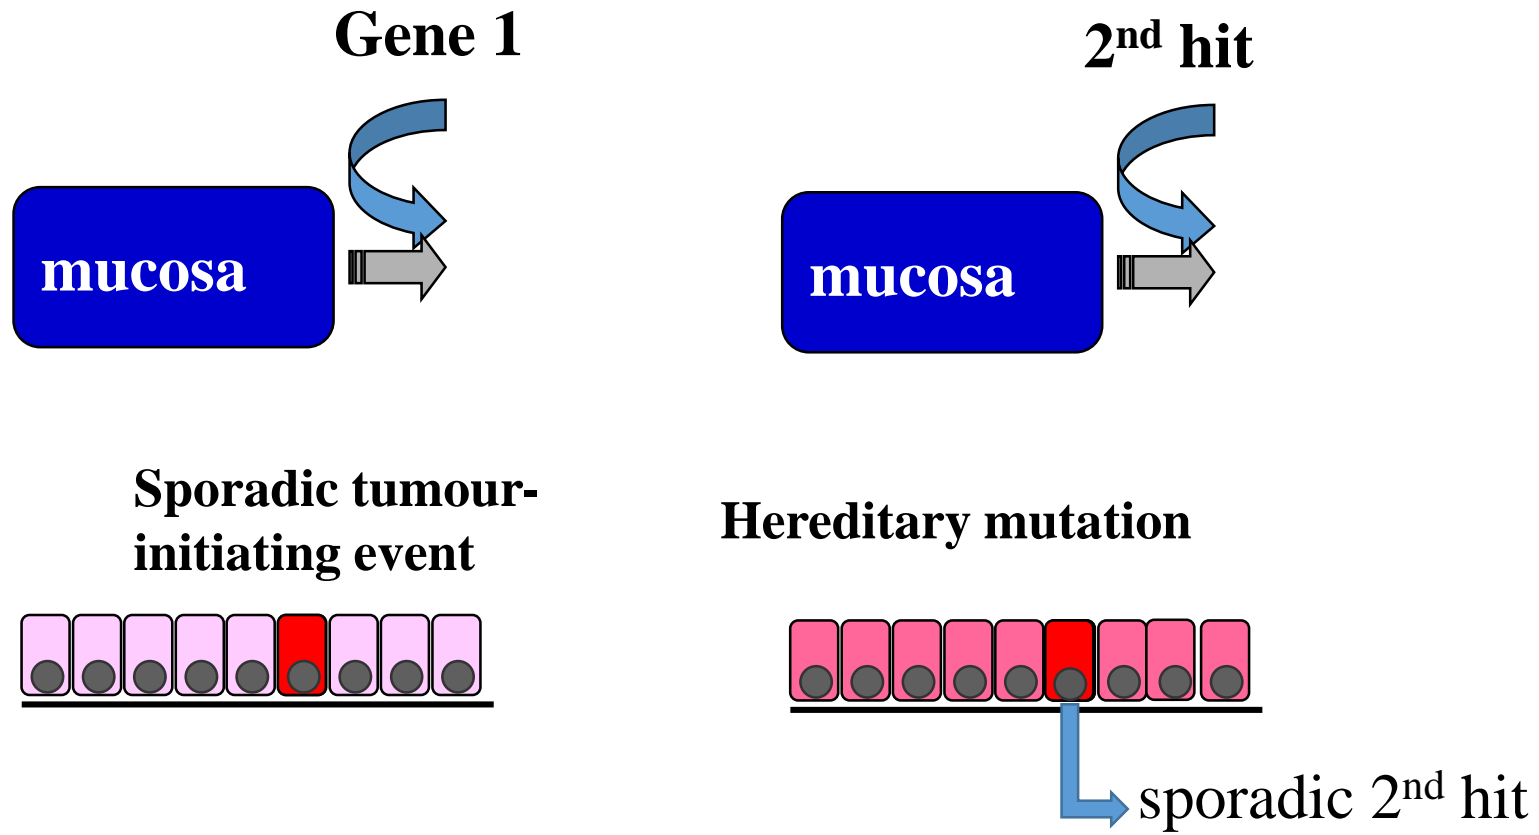 Gene 1
2nd hit
mucosa
mucosa
Sporadic tumour-
initiating event
Hereditary mutation
sporadic 2nd hit